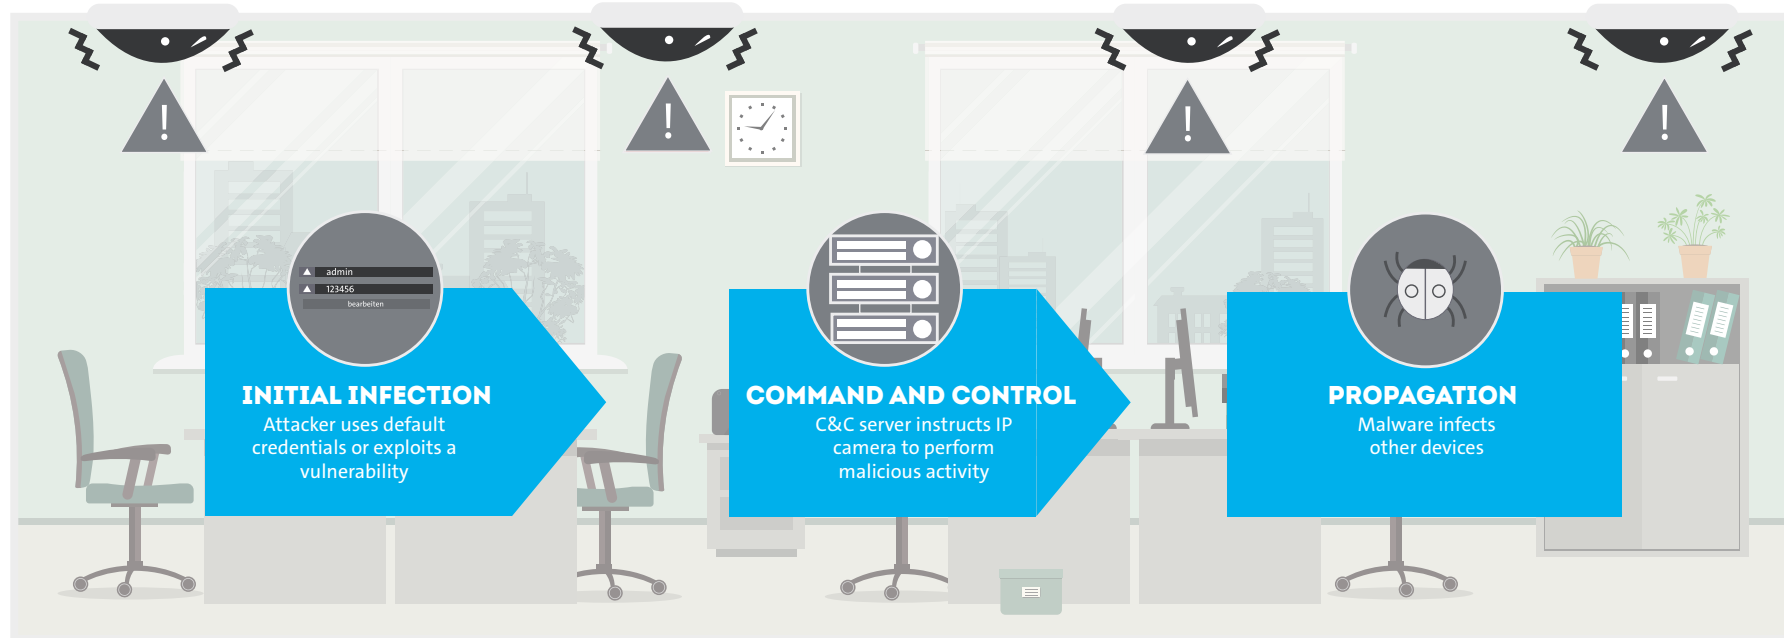 !
!
!
!
admin
123456
bearbeiten
INITIAL INFECTION
Attacker uses default
credentials or exploits a
vulnerability
COMMAND AND CONTROL
C&C server instructs IP
camera to perform
malicious activity
PROPAGATION
Malware infects
other devices